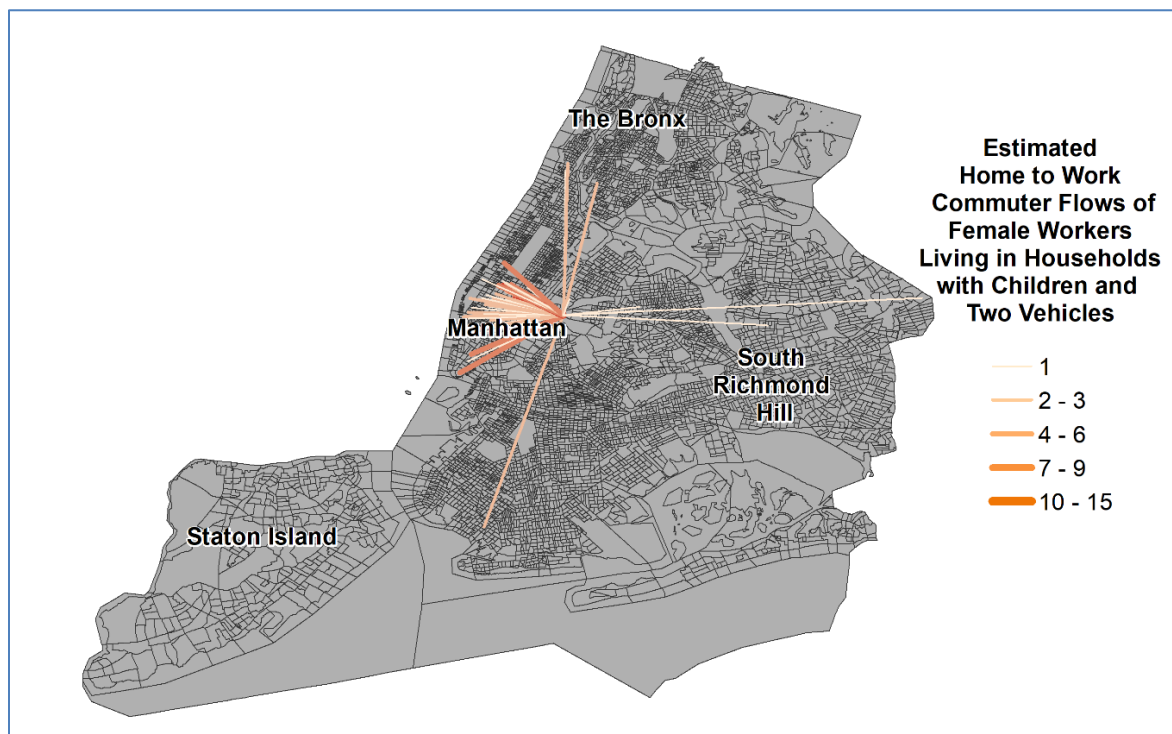 The Bronx
Manhattan
South
Richmond
Hill
Staton Island
Estimated
Home to Work
Commuter Flows of
Female Workers
Living in Households
with Children and
Two Vehicles
1
2 - 3
4 - 6
7 - 9
10 - 15